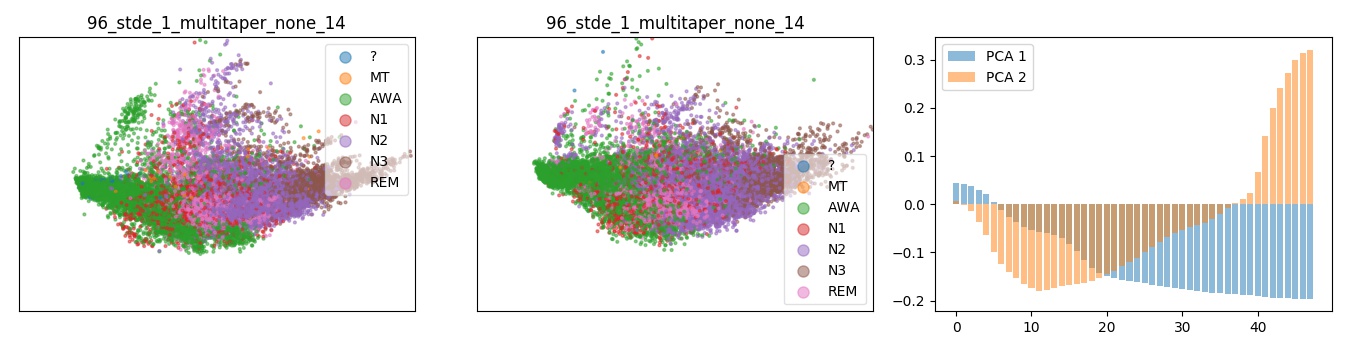 96_stde_1_multitaper_none_14
?
MT
AWA
N1
N2
N3
REM
96_stde_1_multitaper_none_14
?
MT
AWA
N1
N2
N3
REM
PCA 1
PCA 2
0.3
0.2
0.1
0.0
−0.1
−0.2
0 10 20 30 40